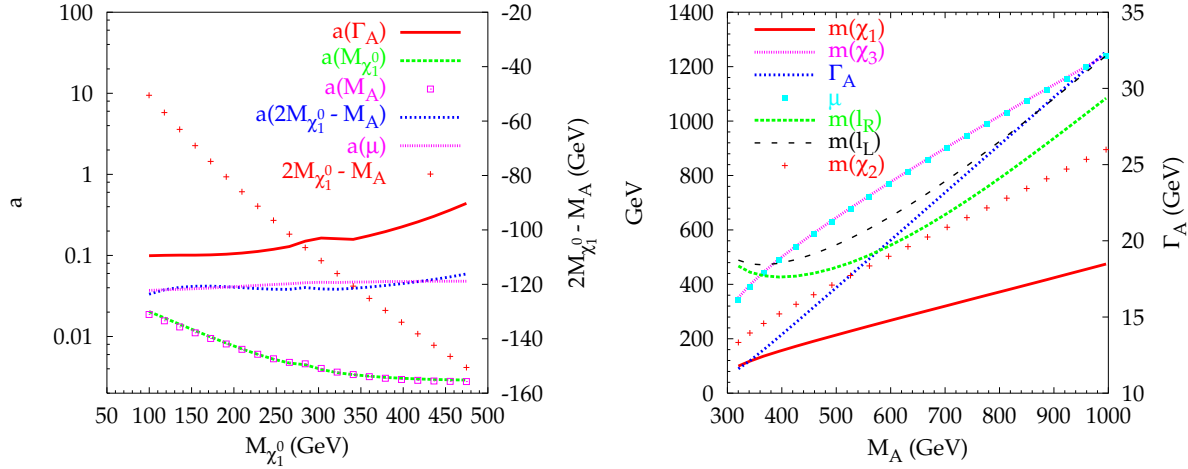 100
10
1
0.1
0.01
a
a(Γ_A)
a(M_χ₁⁰)
a(M_A)
a(2M_χ₁⁰ - M_A)
a(μ)
2M_χ₁⁰ - M_A
-20
-40
-60
-80
-100
-120
-140
-160
2M_χ₁⁰ - M_A (GeV)
50 100 150 200 250 300 350 400 450 500
M_χ₁⁰ (GeV)
1400
1200
1000
800
600
400
200
0
GeV
m(χ₁)
m(χ₃)
Γ_A
μ
m(l_R)
m(l_L)
m(χ₂)
35
30
25
20
15
10
Γ_A (GeV)
300 400 500 600 700 800 900 1000
M_A (GeV)